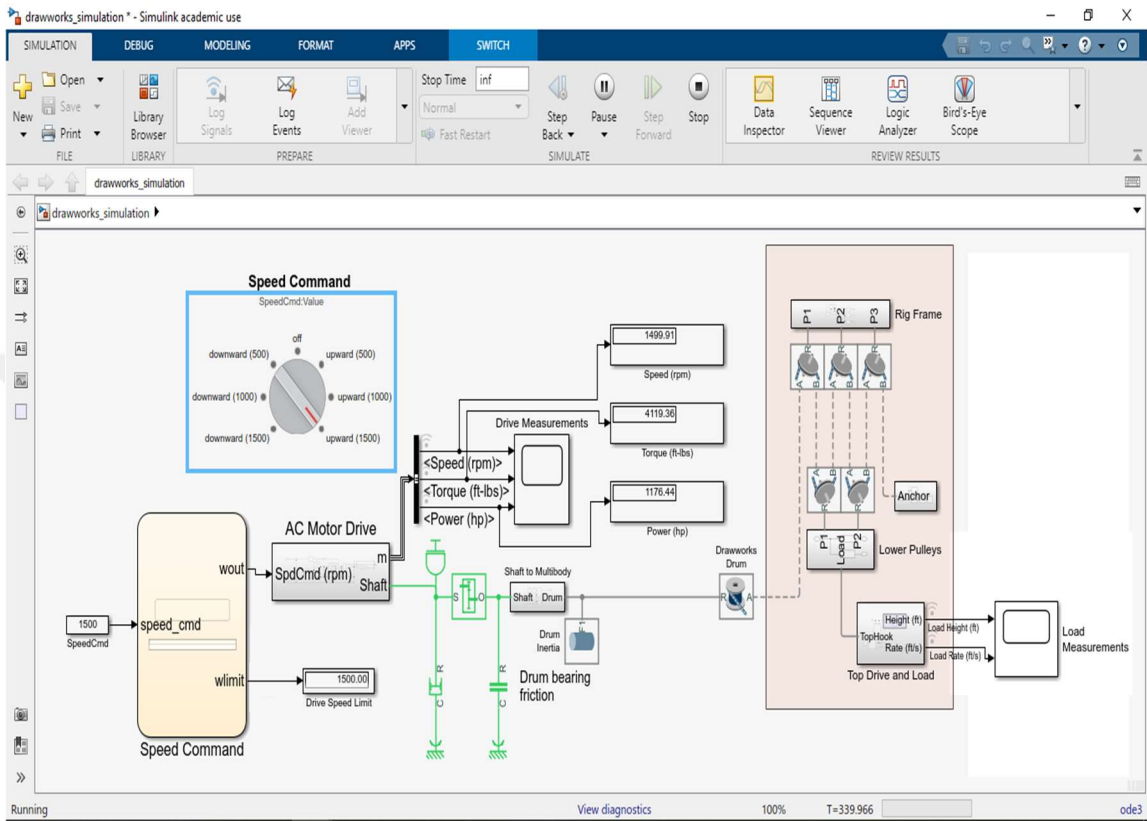 drawworks_simulation * - Simulink academic use
SIMULATION DEBUG MODELING FORMAT APPS SWITCH
New
Open
Save
Print
FILE
Library
Browser
LIBRARY
Log
Signals
Log
Events
Add
Viewer
PREPARE
Stop Time inf
Normal
Fast Restart
Step
Back
Pause
Step
Forward
Stop
SIMULATE
Data
Inspector
Sequence
Viewer
Logic
Analyzer
Bird's-Eye
Scope
REVIEW RESULTS
drawworks_simulation
drawworks_simulation
Speed Command
SpeedCmd:Value
off
downward (500)
upward (500)
downward (1000)
upward (1000)
downward (1500)
upward (1500)
1499.91
Speed (rpm)
4119.36
Torque (ft-lbs)
1176.44
Power (hp)
Drive Measurements
<Speed (rpm)>
<Torque (ft-lbs)>
<Power (hp)>
AC Motor Drive
SpdCmd (rpm)
m
Shaft
1500
SpeedCmd
speed_cmd
wout
wlimit
Speed Command
1500.00
Drive Speed Limit
S O
R
C
R
C
Shaft to Multibody
Shaft Drum
Drum
Inertia
F1
Drum bearing
friction
Drawworks
Drum
R A
P1 P2 P3
Rig Frame
R R R
A B A B A B
A B A B
R R
Anchor
P1 Load P2
Lower Pulleys
TopHook
Height (ft)
Rate (ft/s)
Top Drive and Load
Load Height (ft)
Load Rate (ft/s)
Load
Measurements
Running
View diagnostics
100%
T=339.966
ode3